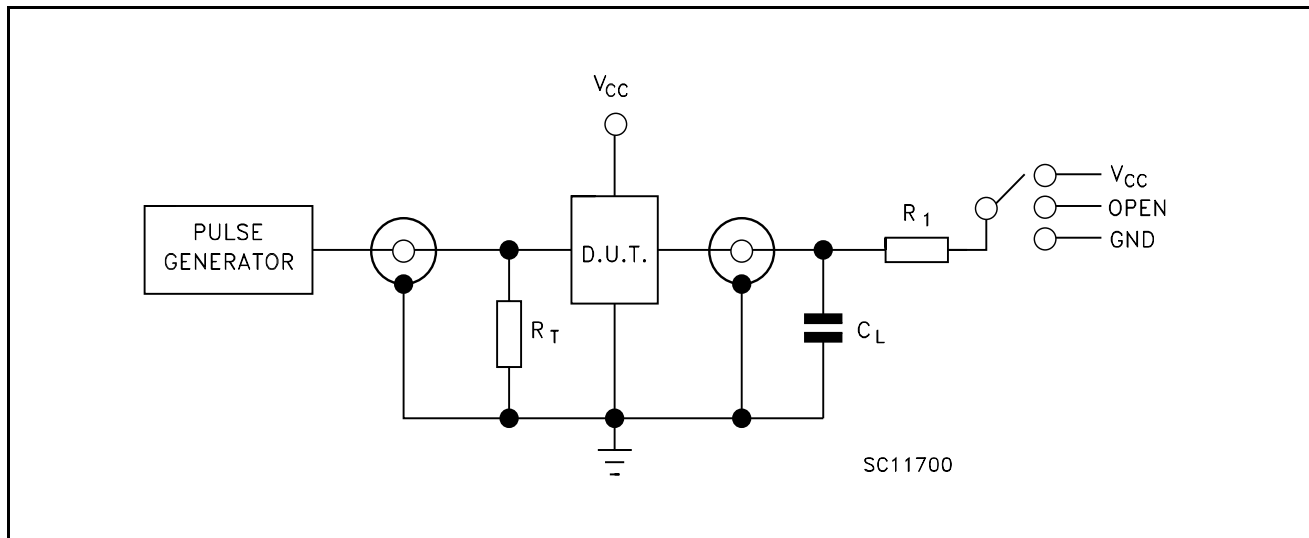 VCC
PULSE
GENERATOR
RT
D.U.T.
CL
R1
VCC
OPEN
GND
SC11700